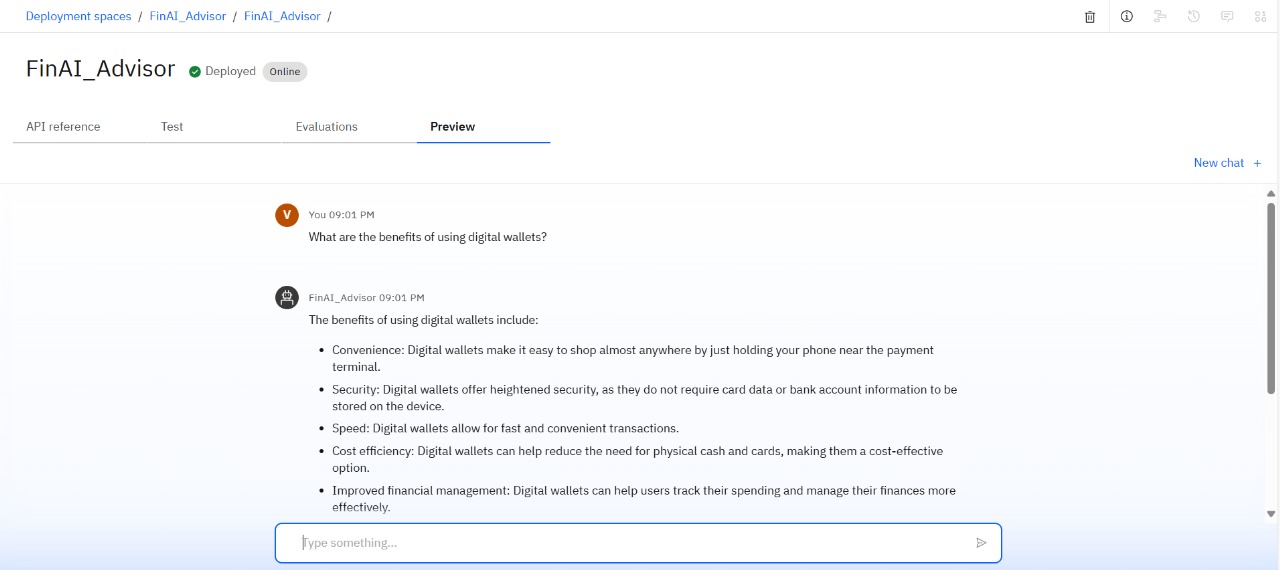 Deployment spaces / FinAI_Advisor / FinAI_Advisor /
FinAI_Advisor Deployed Online
API reference Test Evaluations Preview
New chat +
V You 09:01 PM
What are the benefits of using digital wallets?
FinAI_Advisor 09:01 PM
The benefits of using digital wallets include:
• Convenience: Digital wallets make it easy to shop almost anywhere by just holding your phone near the payment
terminal.
• Security: Digital wallets offer heightened security, as they do not require card data or bank account information to be
stored on the device.
• Speed: Digital wallets allow for fast and convenient transactions.
• Cost efficiency: Digital wallets can help reduce the need for physical cash and cards, making them a cost-effective
option.
• Improved financial management: Digital wallets can help users track their spending and manage their finances more
effectively.
Type something...